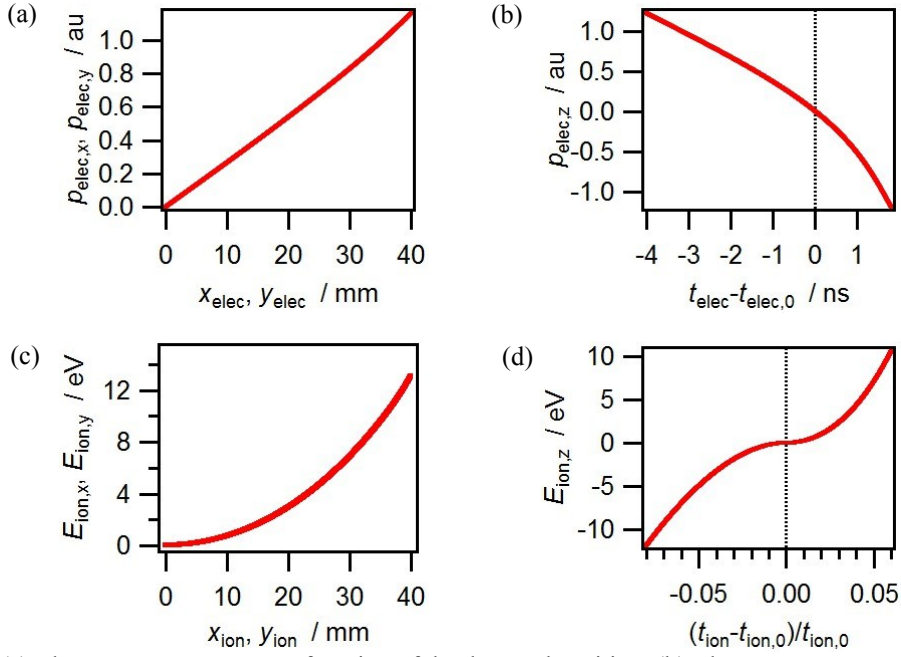 (a)
p_elec,x, p_elec,y / au
1.0
0.8
0.6
0.4
0.2
0.0
0 10 20 30 40
x_elec, y_elec / mm
(b)
p_elec,z / au
1.0
0.5
0.0
-0.5
-1.0
-4 -3 -2 -1 0 1
t_elec-t_elec,0 / ns
(c)
E_ion,x, E_ion,y / eV
12
8
4
0
0 10 20 30 40
x_ion, y_ion / mm
(d)
E_ion,z / eV
10
5
0
-5
-10
-0.05 0.00 0.05
(t_ion-t_ion,0)/t_ion,0